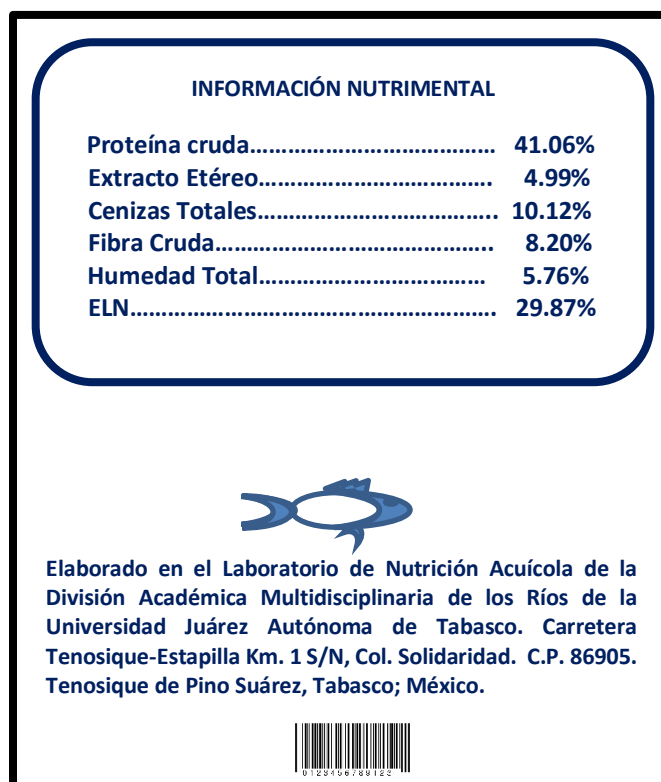 INFORMACIÓN NUTRIMENTAL
Proteína cruda………………………………… 41.06%
Extracto Etéreo………………………………. 4.99%
Cenizas Totales……………………………….. 10.12%
Fibra Cruda…………………………………….. 8.20%
Humedad Total……………………………… 5.76%
ELN…………………………………………………. 29.87%
Elaborado en el Laboratorio de Nutrición Acuícola de la
División Académica Multidisciplinaria de los Ríos de la
Universidad Juárez Autónoma de Tabasco. Carretera
Tenosique-Estapilla Km. 1 S/N, Col. Solidaridad. C.P. 86905.
Tenosique de Pino Suárez, Tabasco; México.
0123456789123